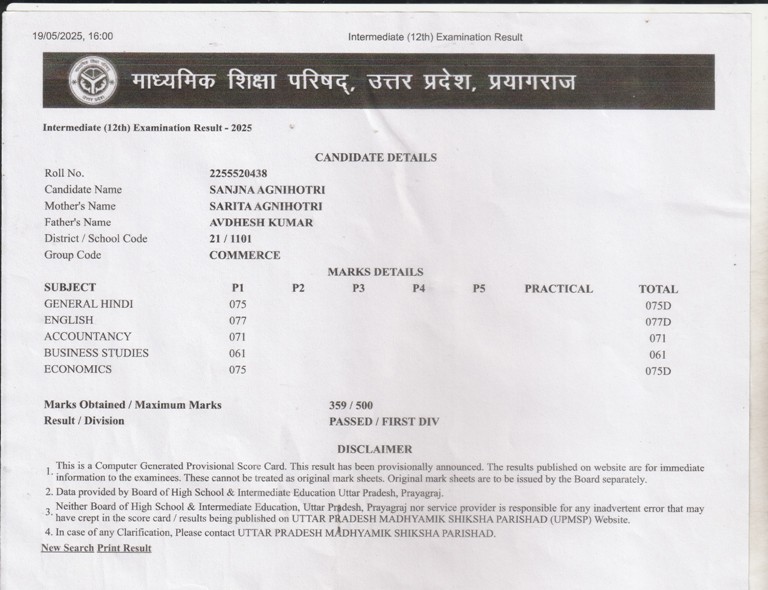 19/05/2025, 16:00 Intermediate (12th) Examination Result
माध्यमिक शिक्षा परिषद्, उत्तर प्रदेश, प्रयागराज
Intermediate (12th) Examination Result - 2025
CANDIDATE DETAILS
Roll No. 2255520438
Candidate Name SANJNA AGNIHOTRI
Mother's Name SARITA AGNIHOTRI
Father's Name AVDHESH KUMAR
District / School Code 21 / 1101
Group Code COMMERCE
MARKS DETAILS
SUBJECT P1 P2 P3 P4 P5 PRACTICAL TOTAL
GENERAL HINDI 075 075D
ENGLISH 077 077D
ACCOUNTANCY 071 071
BUSINESS STUDIES 061 061
ECONOMICS 075 075D
Marks Obtained / Maximum Marks 359 / 500
Result / Division PASSED / FIRST DIV
DISCLAIMER
1. This is a Computer Generated Provisional Score Card. This result has been provisionally announced. The results published on website are for immediate
information to the examinees. These cannot be treated as original mark sheets. Original mark sheets are to be issued by the Board separately.
2. Data provided by Board of High School & Intermediate Education Uttar Pradesh, Prayagraj.
3. Neither Board of High School & Intermediate Education, Uttar Pradesh, Prayagraj nor service provider is responsible for any inadvertent error that may
have crept in the score card / results being published on UTTAR PRADESH MADHYAMIK SHIKSHA PARISHAD (UPMSP) Website.
4. In case of any Clarification, Please contact UTTAR PRADESH MADHYAMIK SHIKSHA PARISHAD.
New Search Print Result